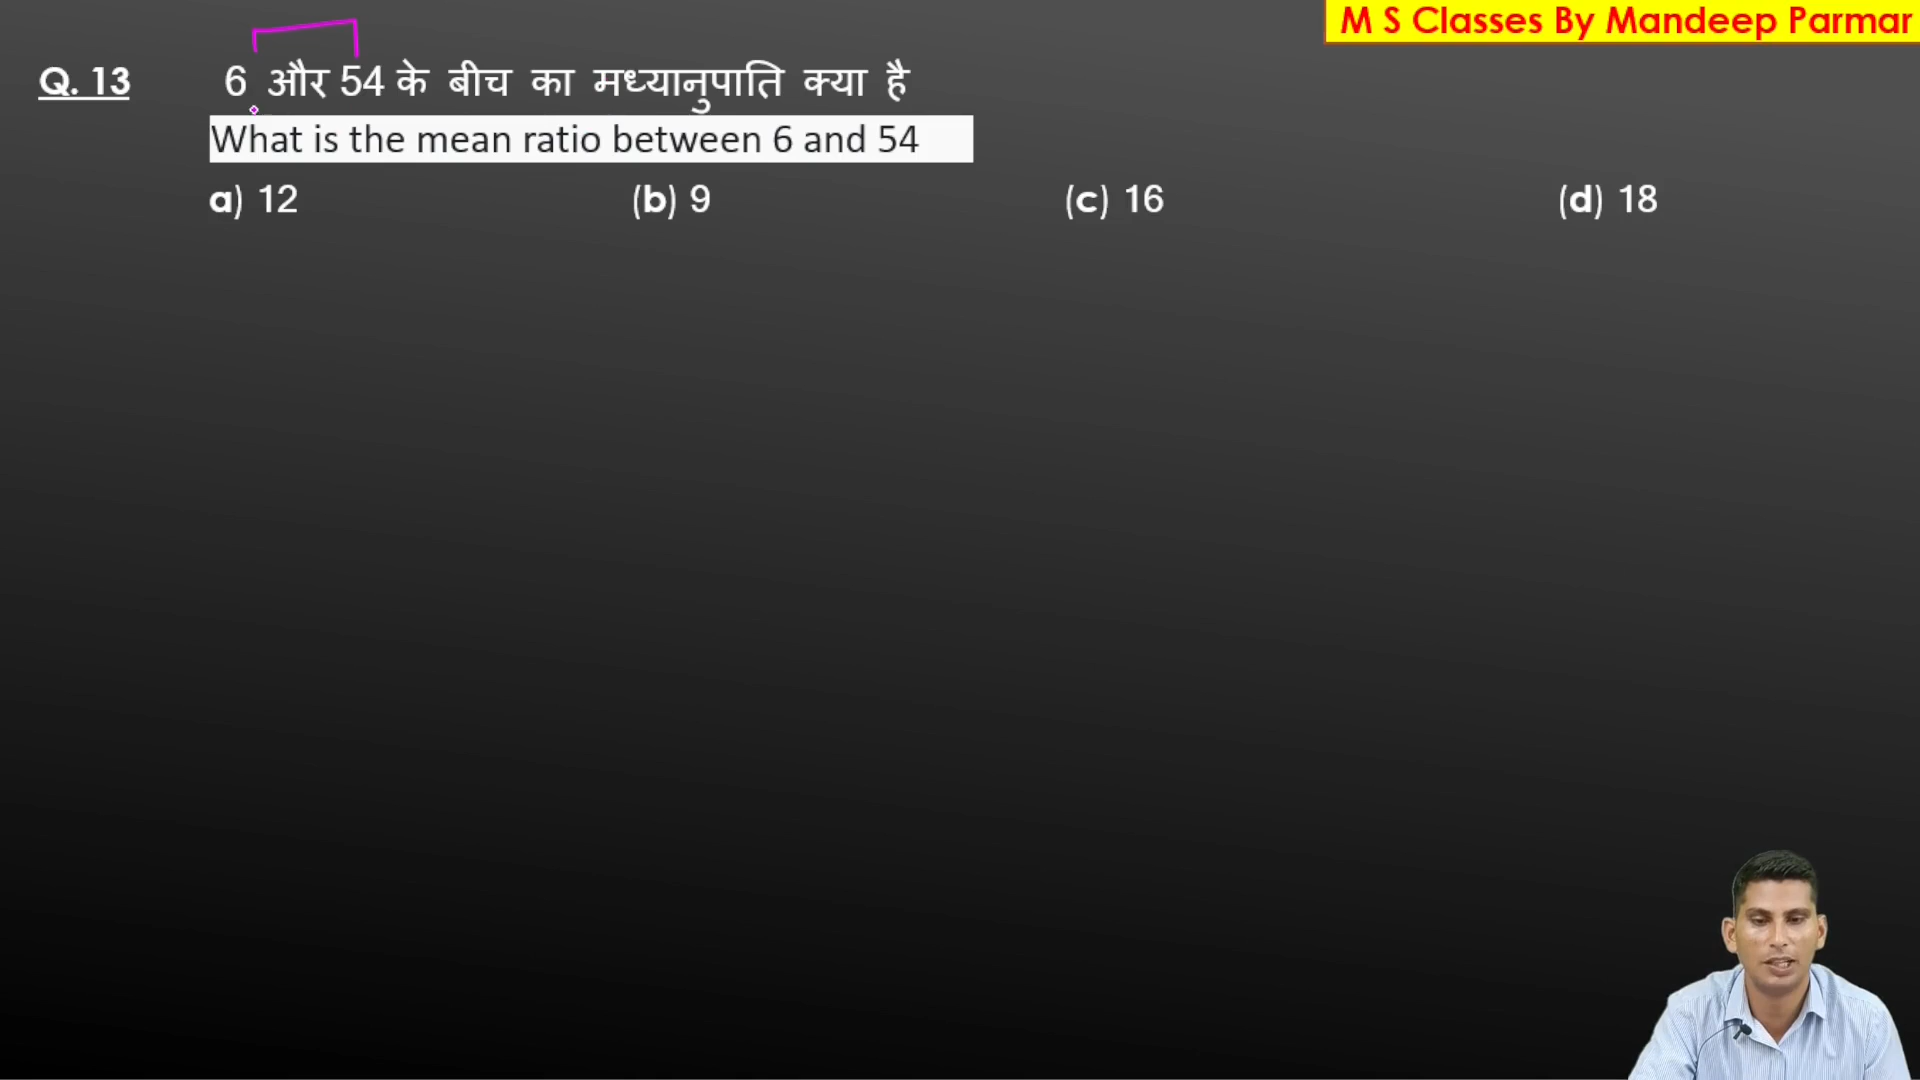 M S Classes By Mandeep Parmar
Q. 13 6 और 54 के बीच का मध्यानुपाति क्या है
What is the mean ratio between 6 and 54
a) 12 (b) 9 (c) 16 (d) 18